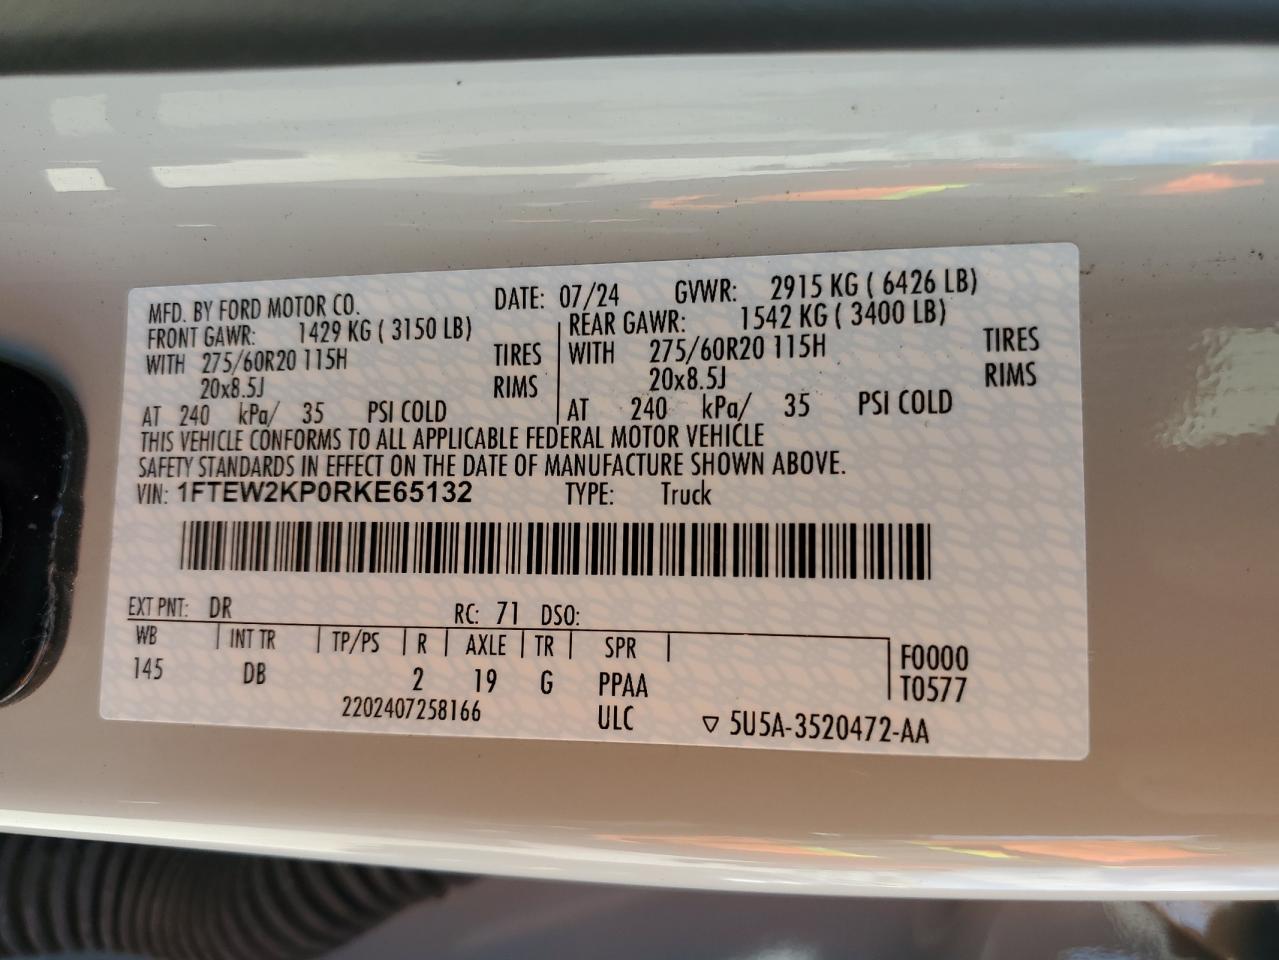 MFD. BY FORD MOTOR CO. DATE: 07/24 GVWR: 2915 KG ( 6426 LB)
FRONT GAWR: 1429 KG ( 3150 LB) REAR GAWR: 1542 KG ( 3400 LB)
WITH 275/60R20 115H TIRES WITH 275/60R20 115H TIRES
20x8.5J RIMS 20x8.5J RIMS
AT 240 kPa/ 35 PSI COLD AT 240 kPa/ 35 PSI COLD
THIS VEHICLE CONFORMS TO ALL APPLICABLE FEDERAL MOTOR VEHICLE
SAFETY STANDARDS IN EFFECT ON THE DATE OF MANUFACTURE SHOWN ABOVE.
VIN: 1FTEW2KP0RKE65132 TYPE: Truck
EXT PNT: DR RC: 71 DSO:
WB INT TR TP/PS R AXLE TR SPR F0000
145 DB 2 19 G PPAA T0577
2202407258166 ULC ▽ 5U5A-3520472-AA